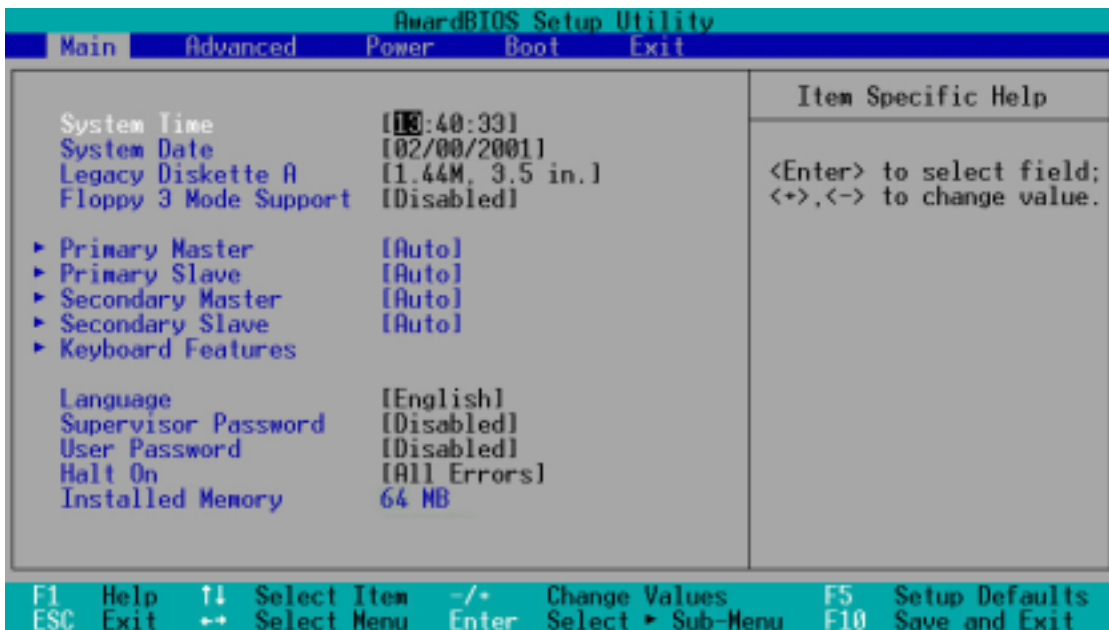 AwardBIOS Setup Utility
Main Advanced Power Boot Exit
Item Specific Help
System Time [13:40:33]
System Date [02/00/2001]
Legacy Diskette A [1.44M, 3.5 in.]
Floppy 3 Mode Support [Disabled]
▸ Primary Master [Auto]
▸ Primary Slave [Auto]
▸ Secondary Master [Auto]
▸ Secondary Slave [Auto]
▸ Keyboard Features
Language [English]
Supervisor Password [Disabled]
User Password [Disabled]
Halt On [All Errors]
Installed Memory 64 MB
<Enter> to select field;
<+>,<-> to change value.
F1 Help ↑↓ Select Item -/+ Change Values F5 Setup Defaults
ESC Exit ←→ Select Menu Enter Select ▸ Sub-Menu F10 Save and Exit